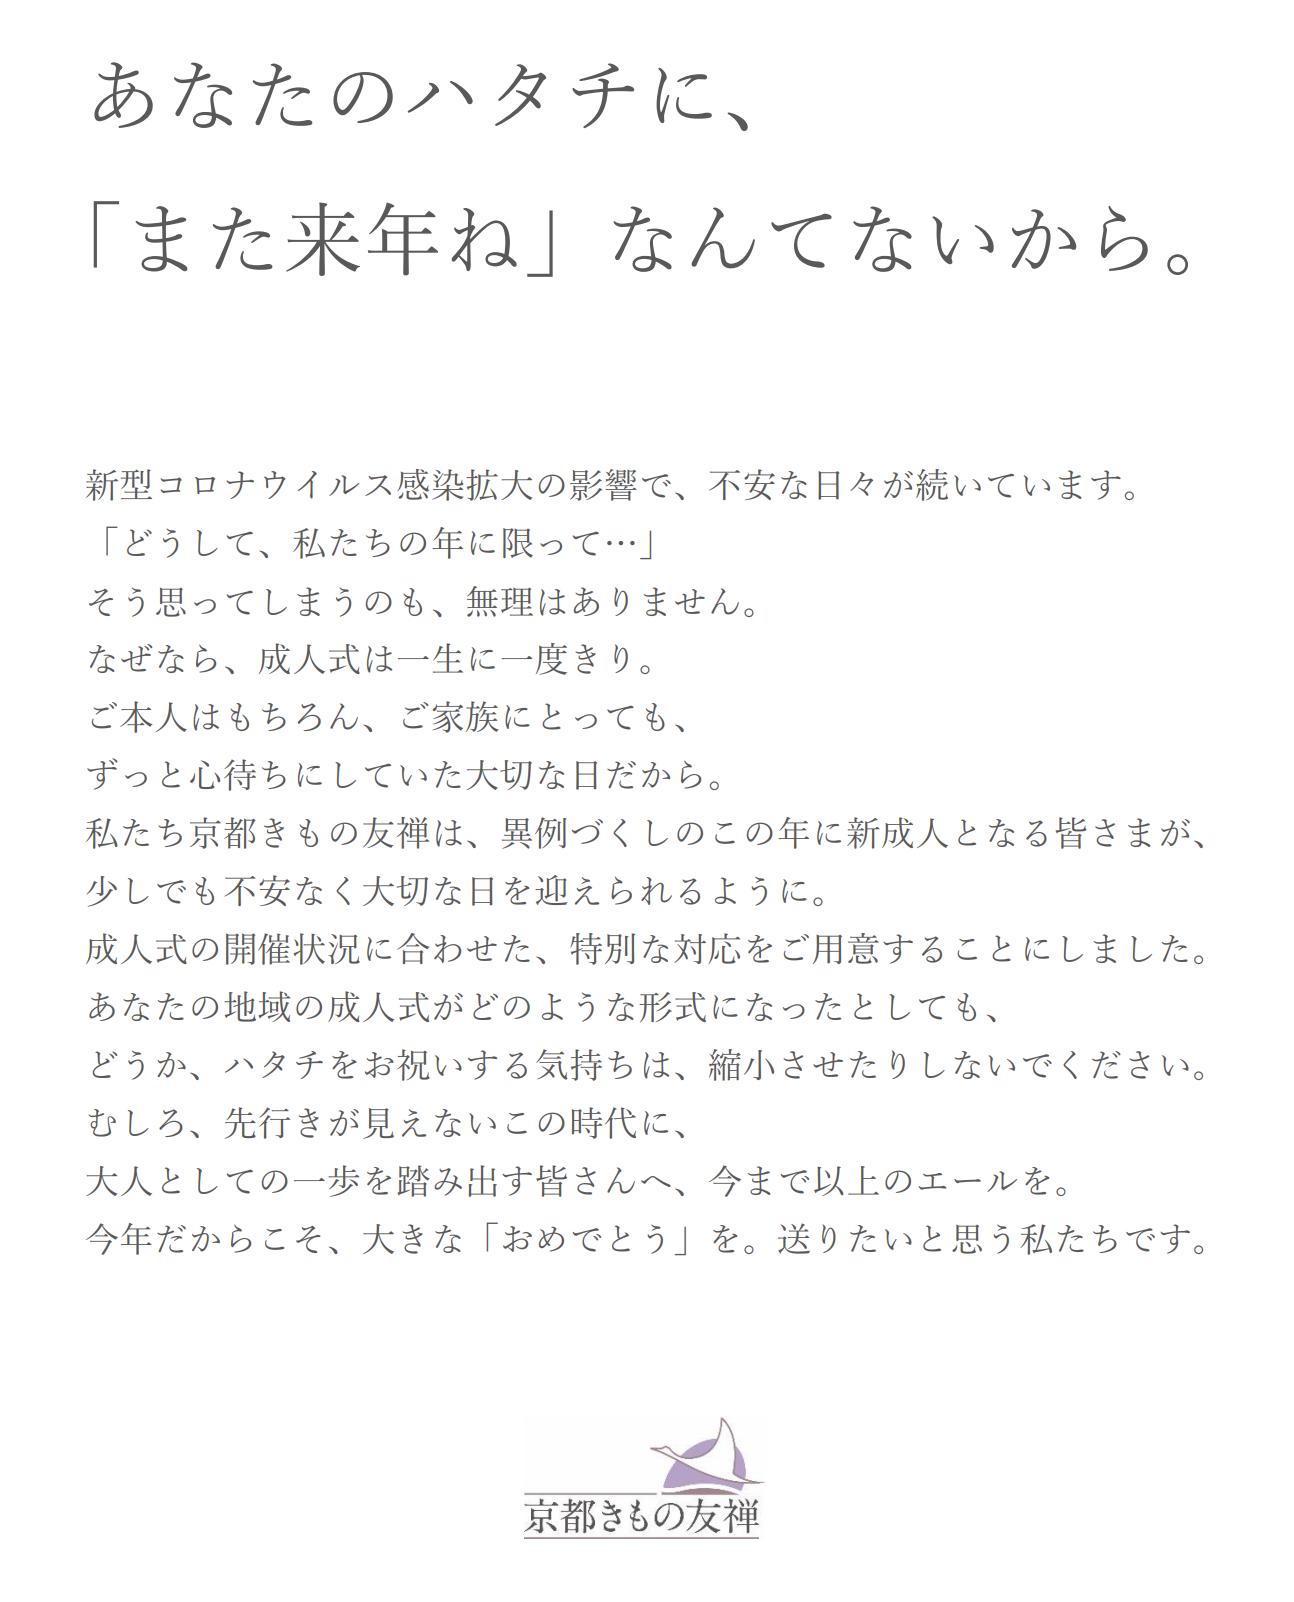 あなたのハタチに、
「また来年ね」なんてないから。
新型コロナウイルス感染拡大の影響で、不安な日々が続いています。
「どうして、私たちの年に限って…」
そう思ってしまうのも、無理はありません。
なぜなら、成人式は一生に一度きり。
ご本人はもちろん、ご家族にとっても、
ずっと心待ちにしていた大切な日だから。
私たち京都きもの友禅は、異例づくしのこの年に新成人となる皆さまが、
少しでも不安なく大切な日を迎えられるように。
成人式の開催状況に合わせた、特別な対応をご用意することにしました。
あなたの地域の成人式がどのような形式になったとしても、
どうか、ハタチをお祝いする気持ちは、縮小させたりしないでください。
むしろ、先行きが見えないこの時代に、
大人としての一歩を踏み出す皆さんへ、今まで以上のエールを。
今年だからこそ、大きな「おめでとう」を。送りたいと思う私たちです。
京都きもの友禅